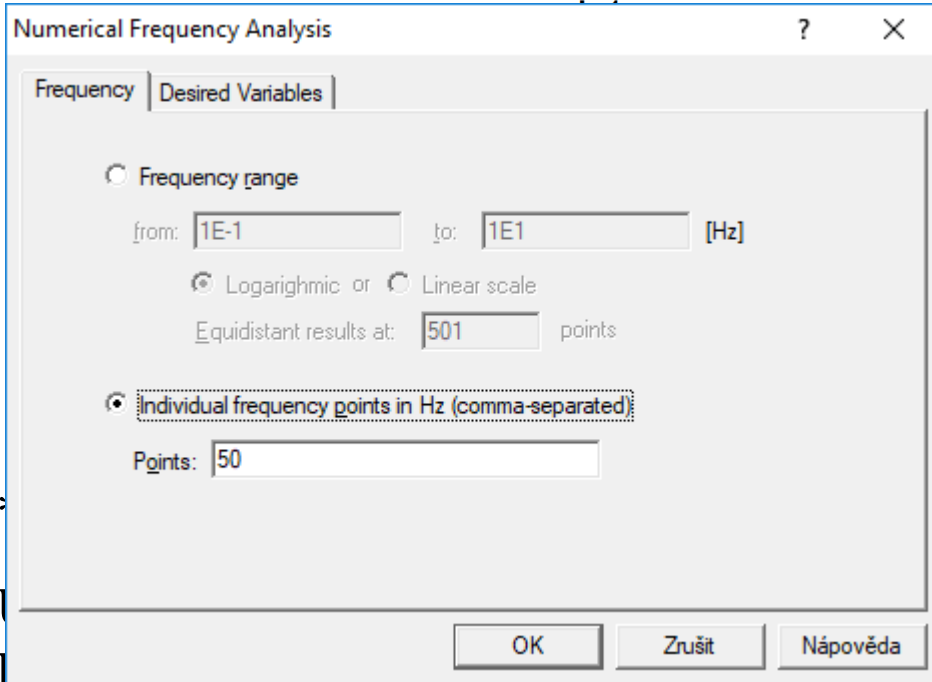 Numerical Frequency Analysis ?
Frequency Desired Variables
Frequency range
from: 1E-1 to: 1E1 [Hz]
Logarighmic or Linear scale
Equidistant results at: 501 points
Individual frequency points in Hz (comma-separated)
Points: 50
OK Zrušit Nápověda